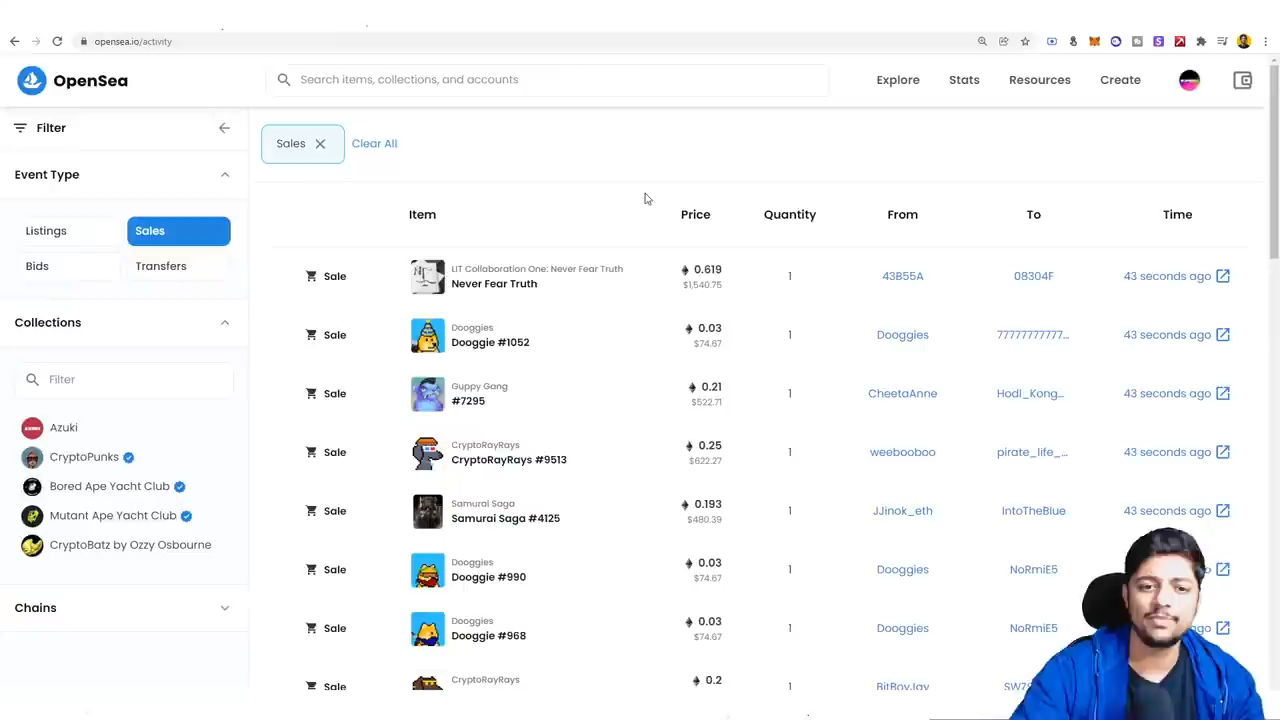 opensea.io/activity
OpenSea
Search items, collections, and accounts
Explore
Stats
Resources
Create
Filter
Sales
Clear All
Event Type
Listings
Sales
Bids
Transfers
Collections
Filter
Azuki
CryptoPunks
Bored Ape Yacht Club
Mutant Ape Yacht Club
CryptoBatz by Ozzy Osbourne
Chains
Item Price Quantity From To Time
Sale LIT Collaboration One: Never Fear Truth 0.619
Never Fear Truth $1,540.75 1 43B55A 08304F 43 seconds ago
Sale Dooggies 0.03
Dooggie #1052 $74.67 1 Dooggies 77777777777... 43 seconds ago
Sale Guppy Gang 0.21
#7295 $522.71 1 CheetaAnne Hodl_Kong... 43 seconds ago
Sale CryptoRayRays 0.25
CryptoRayRays #9513 $622.27 1 weebooboo pirate_life_... 43 seconds ago
Sale Samurai Saga 0.193
Samurai Saga #4125 $480.39 1 JJinok_eth IntoTheBlue 43 seconds ago
Sale Dooggies 0.03
Dooggie #990 $74.67 1 Dooggies NoRmiE5
Sale Dooggies 0.03
Dooggie #968 $74.67 1 Dooggies NoRmiE5 ago
Sale CryptoRayRays 0.2
1 BitBoyJay